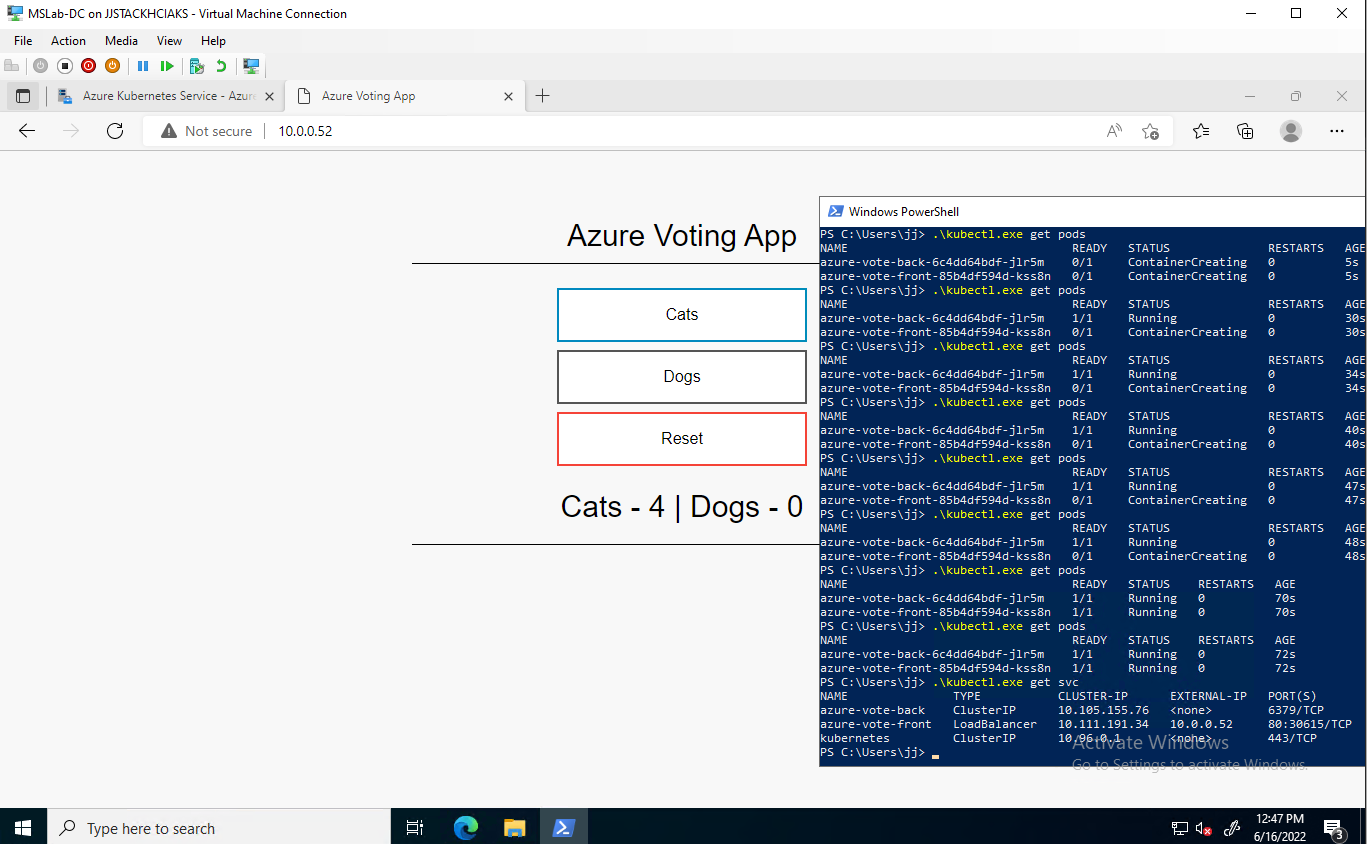 MSLab-DC on JJSTACKHCIAKS - Virtual Machine Connection
File Action Media View Help
Azure Kubernetes Service - Azure
Azure Voting App
Not secure 10.0.0.52
Azure Voting App
Cats
Dogs
Reset
Cats - 4 | Dogs - 0
Windows PowerShell
PS C:\Users\jj> .\kubectl.exe get pods
NAME READY STATUS RESTARTS AGE
azure-vote-back-6c4dd64bdf-jlr5m 0/1 ContainerCreating 0 5s
azure-vote-front-85b4df594d-kss8n 0/1 ContainerCreating 0 5s
PS C:\Users\jj> .\kubectl.exe get pods
NAME READY STATUS RESTARTS AGE
azure-vote-back-6c4dd64bdf-jlr5m 1/1 Running 0 30s
azure-vote-front-85b4df594d-kss8n 0/1 ContainerCreating 0 30s
PS C:\Users\jj> .\kubectl.exe get pods
NAME READY STATUS RESTARTS AGE
azure-vote-back-6c4dd64bdf-jlr5m 1/1 Running 0 34s
azure-vote-front-85b4df594d-kss8n 0/1 ContainerCreating 0 34s
PS C:\Users\jj> .\kubectl.exe get pods
NAME READY STATUS RESTARTS AGE
azure-vote-back-6c4dd64bdf-jlr5m 1/1 Running 0 40s
azure-vote-front-85b4df594d-kss8n 0/1 ContainerCreating 0 40s
PS C:\Users\jj> .\kubectl.exe get pods
NAME READY STATUS RESTARTS AGE
azure-vote-back-6c4dd64bdf-jlr5m 1/1 Running 0 47s
azure-vote-front-85b4df594d-kss8n 0/1 ContainerCreating 0 47s
PS C:\Users\jj> .\kubectl.exe get pods
NAME READY STATUS RESTARTS AGE
azure-vote-back-6c4dd64bdf-jlr5m 1/1 Running 0 48s
azure-vote-front-85b4df594d-kss8n 0/1 ContainerCreating 0 48s
PS C:\Users\jj> .\kubectl.exe get pods
NAME READY STATUS RESTARTS AGE
azure-vote-back-6c4dd64bdf-jlr5m 1/1 Running 0 70s
azure-vote-front-85b4df594d-kss8n 1/1 Running 0 70s
PS C:\Users\jj> .\kubectl.exe get pods
NAME READY STATUS RESTARTS AGE
azure-vote-back-6c4dd64bdf-jlr5m 1/1 Running 0 72s
azure-vote-front-85b4df594d-kss8n 1/1 Running 0 72s
PS C:\Users\jj> .\kubectl.exe get svc
NAME TYPE CLUSTER-IP EXTERNAL-IP PORT(S)
azure-vote-back ClusterIP 10.105.155.76 <none> 6379/TCP
azure-vote-front LoadBalancer 10.111.191.34 10.0.0.52 80:30615/TCP
kubernetes ClusterIP 10.96.0.1 <none> 443/TCP
PS C:\Users\jj>
Activate Windows
Go to Settings to activate Windows.
Type here to search
12:47 PM
6/16/2022
3